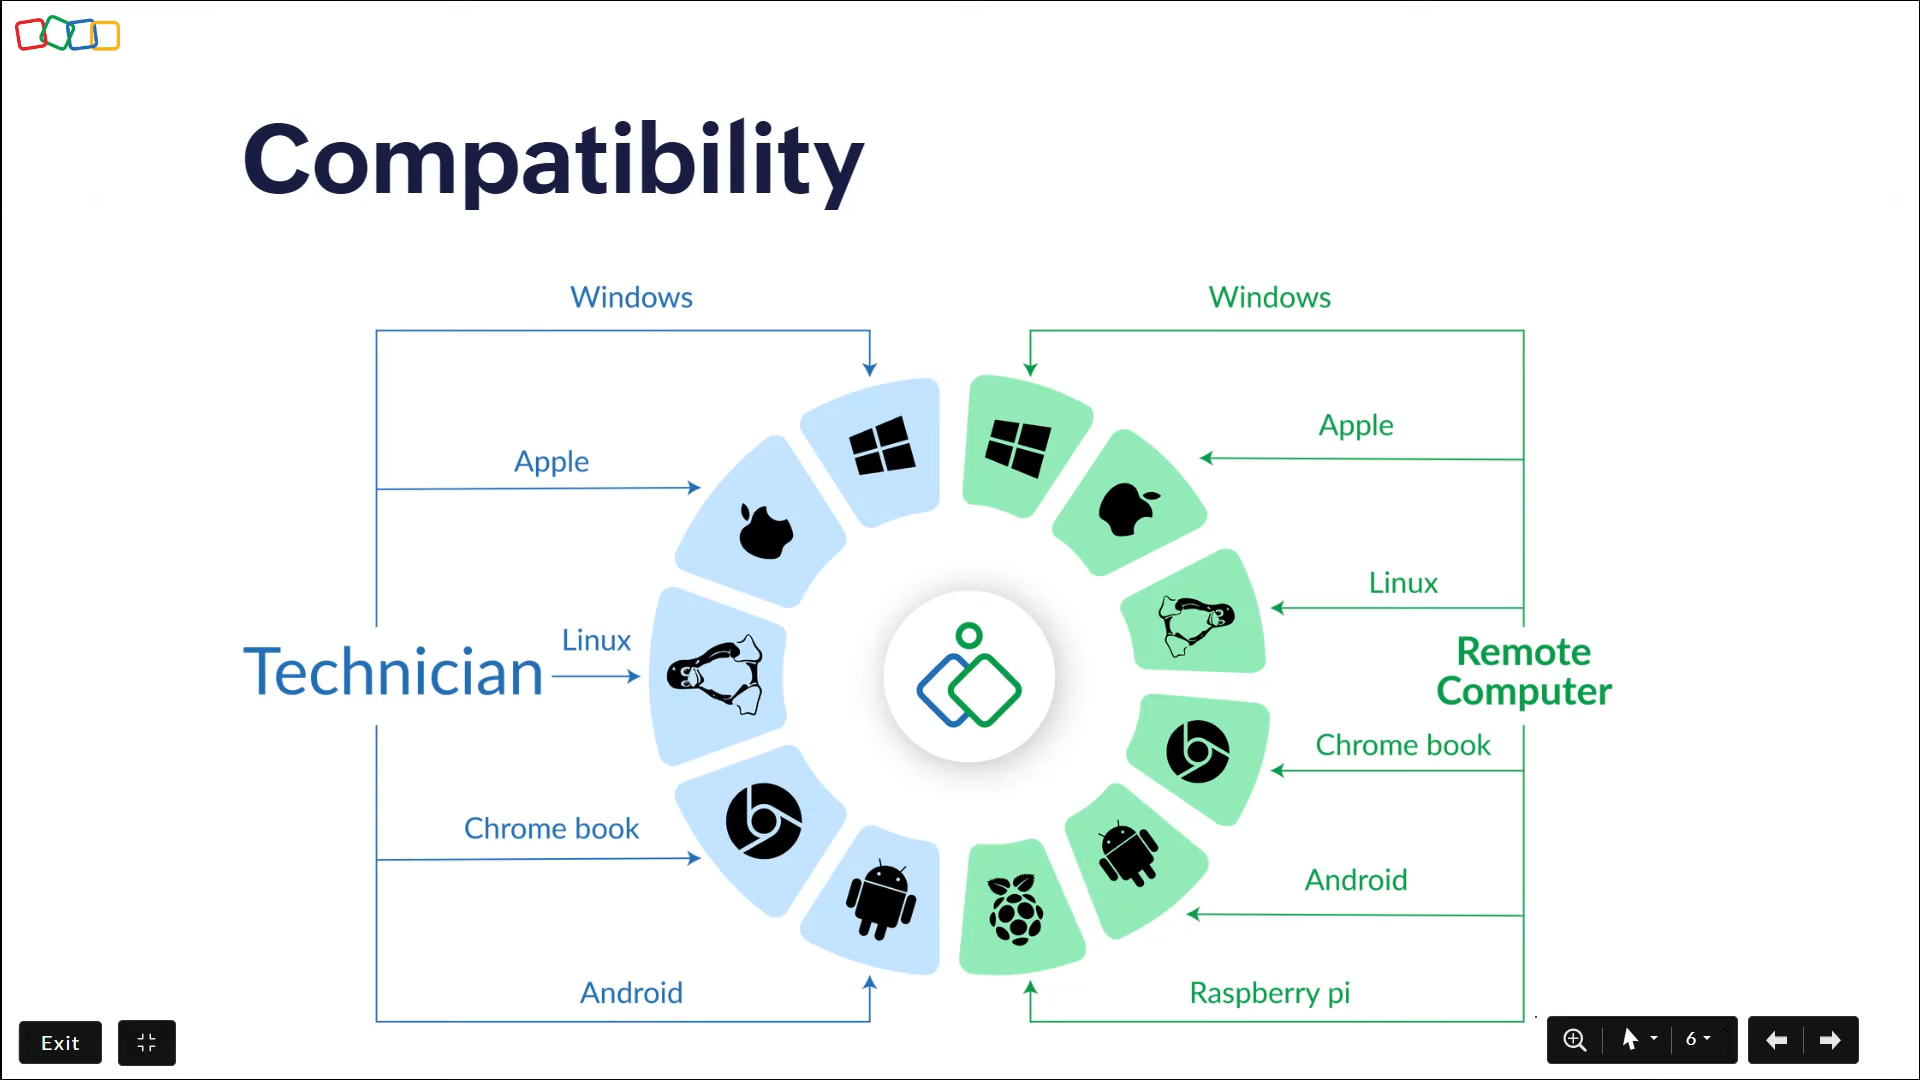 Compatibility
Windows
Windows
Apple
Apple
Linux
Linux
Technician
Remote
Computer
Chrome book
Chrome book
Android
Android
Raspberry pi
Exit
6